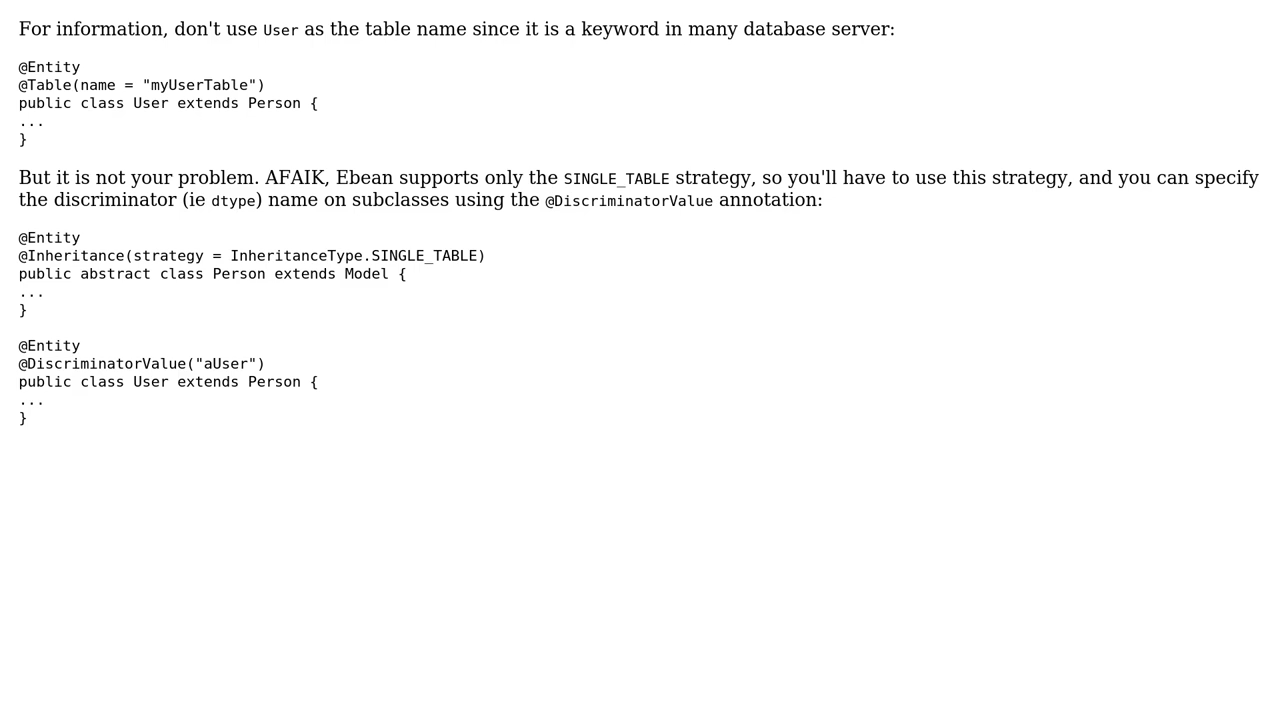 For information, don't use User as the table name since it is a keyword in many database server:
@Entity
@Table(name = "myUserTable")
public class User extends Person {
...
}
But it is not your problem. AFAIK, Ebean supports only the SINGLE_TABLE strategy, so you'll have to use this strategy, and you can specify
the discriminator (ie dtype) name on subclasses using the @DiscriminatorValue annotation:
@Entity
@Inheritance(strategy = InheritanceType.SINGLE_TABLE)
public abstract class Person extends Model {
...
}
@Entity
@DiscriminatorValue("aUser")
public class User extends Person {
...
}